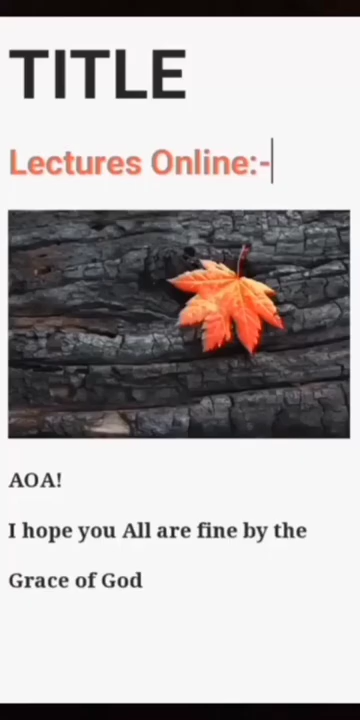 TITLE
Lectures Online:-
AOA!
I hope you All are fine by the
Grace of God